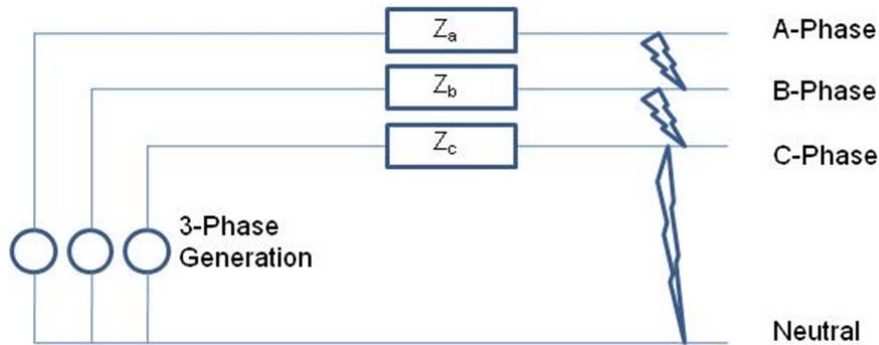 Za
A-Phase
Zb
B-Phase
Zc
C-Phase
3-Phase
Generation
Neutral